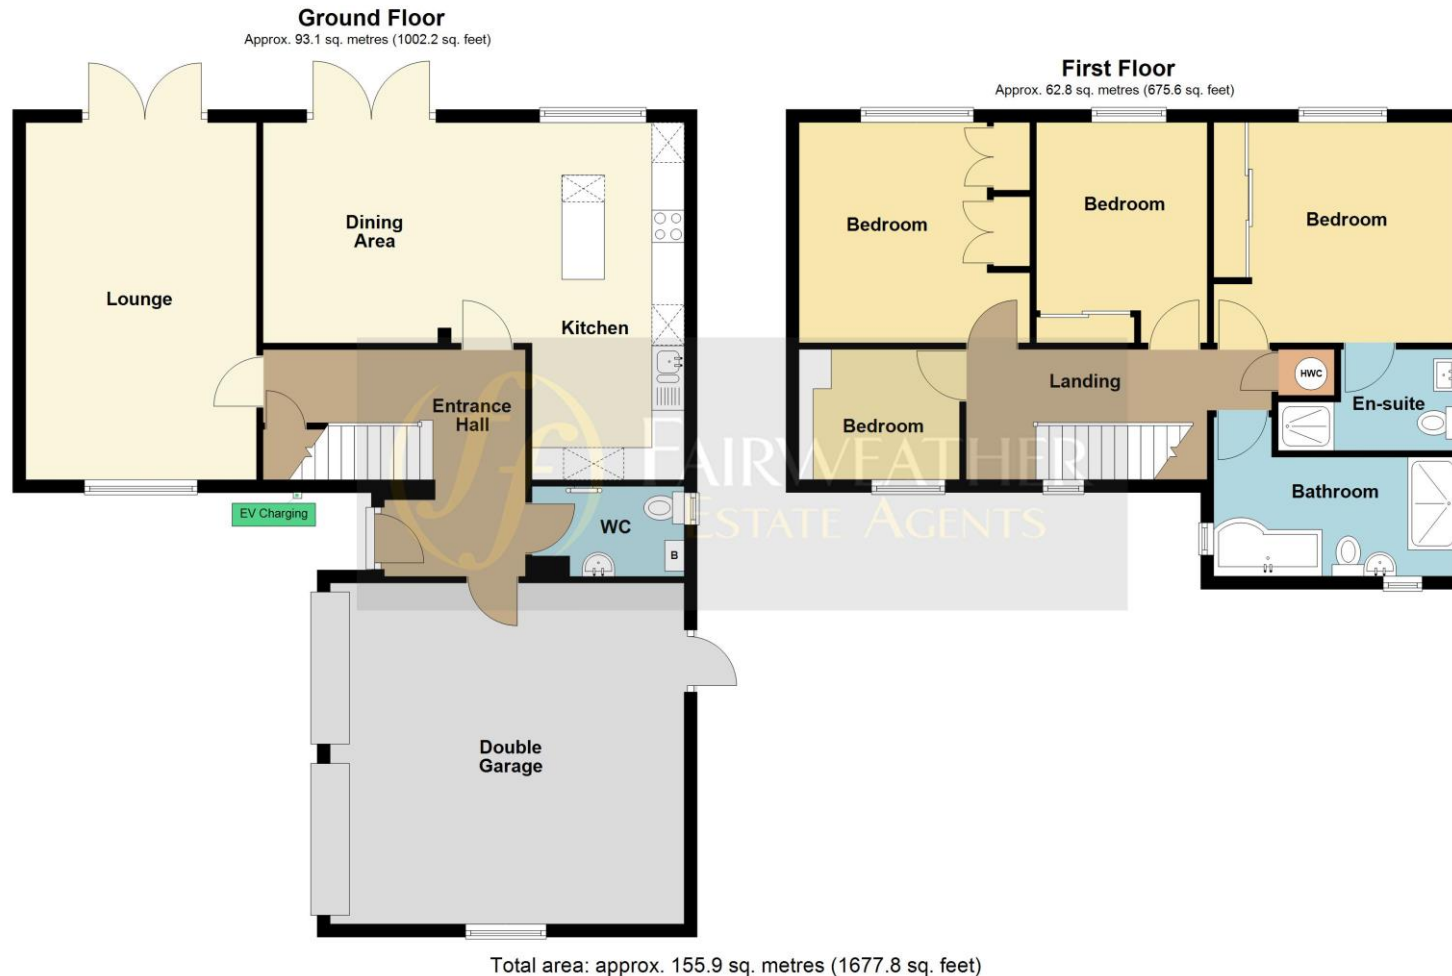 Ground Floor
Approx. 93.1 sq. metres (1002.2 sq. feet)
First Floor
Approx. 62.8 sq. metres (675.6 sq. feet)
Dining
Area
Lounge
Kitchen
Entrance
Hall
EV Charging
WC
B
Double
Garage
Bedroom
Bedroom
Bedroom
Bedroom
Landing
HWC
En-suite
Bathroom
FAIRWEATHER
ESTATE AGENTS
Total area: approx. 155.9 sq. metres (1677.8 sq. feet)